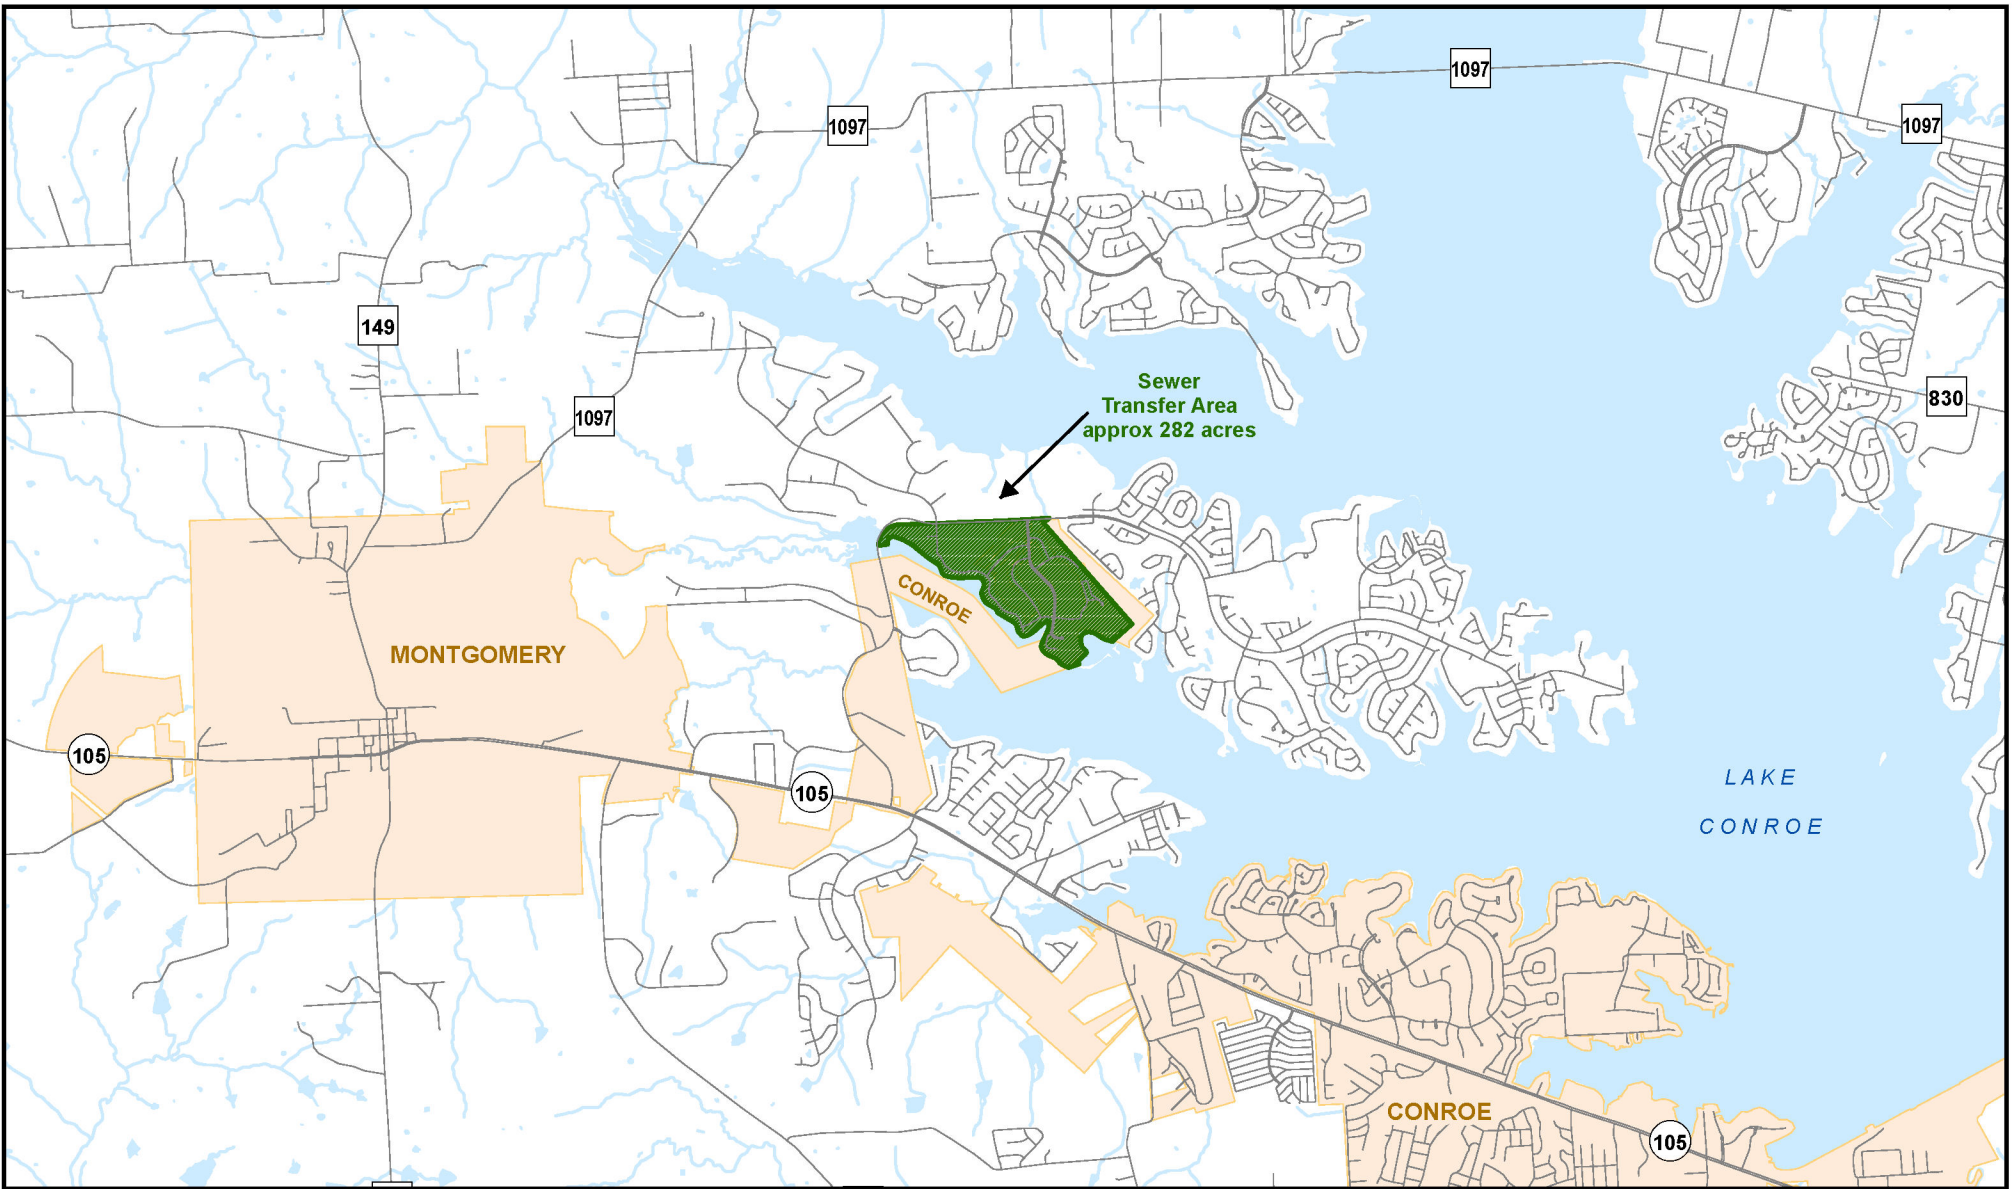 1097
1097
1097
149
Sewer
Transfer Area
approx 282 acres
830
1097
CONROE
MONTGOMERY
105
105
LAKE
CONROE
CONROE
105